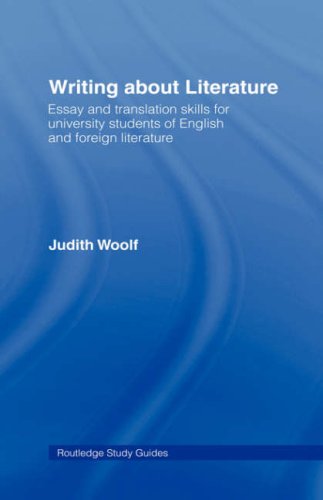 Writing about Literature
Essay and translation skills for
university students of English
and foreign literature
Judith Woolf
Routledge Study Guides